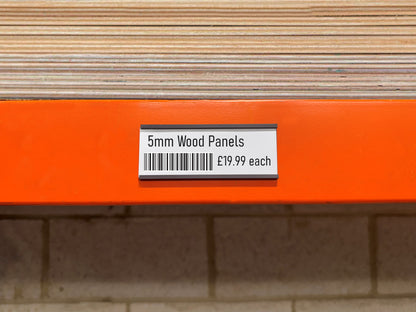 5mm Wood Panels
£19.99 each